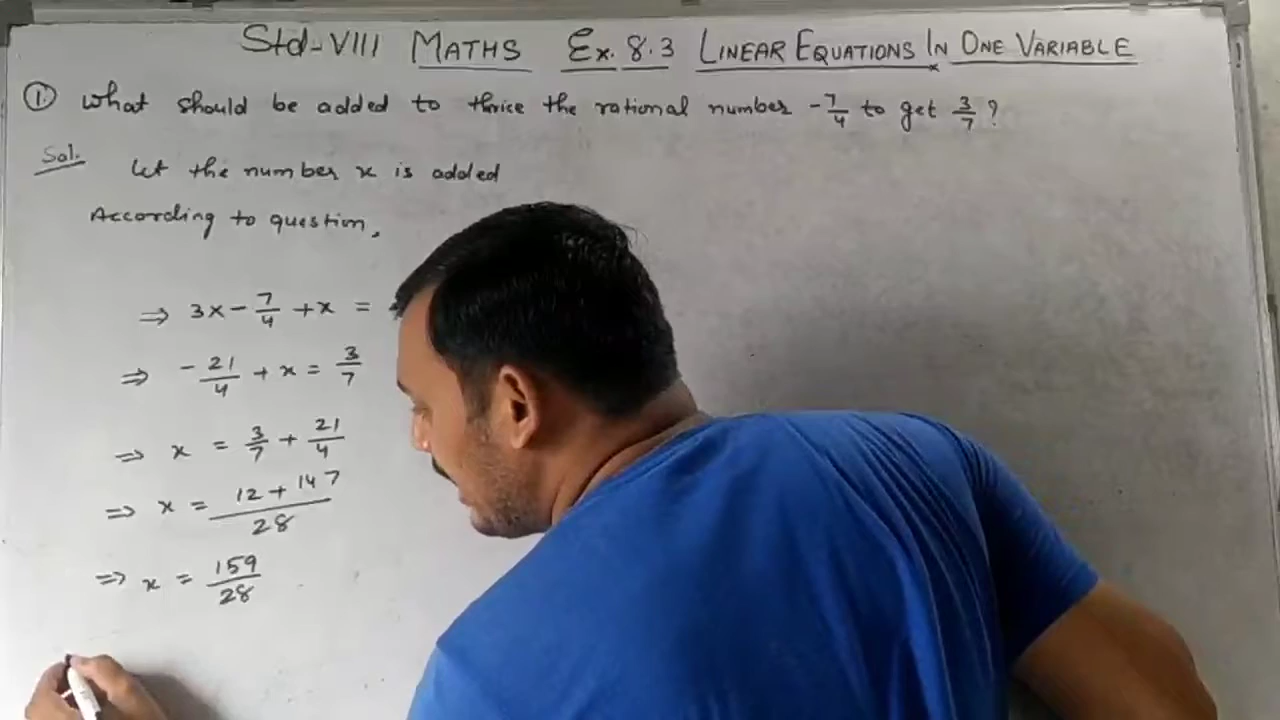 Std-VIII MATHS Ex. 8.3 LINEAR EQUATIONS IN ONE VARIABLE
① What should be added to thrice the rational number -7/4 to get 3/7?
Sol. Let the number x is added
According to question,
⇒ 3x - 7/4 + x =
⇒ -21/4 + x = 3/7
⇒ x = 3/7 + 21/4
⇒ x = 12 + 147/28
⇒ x = 159/28